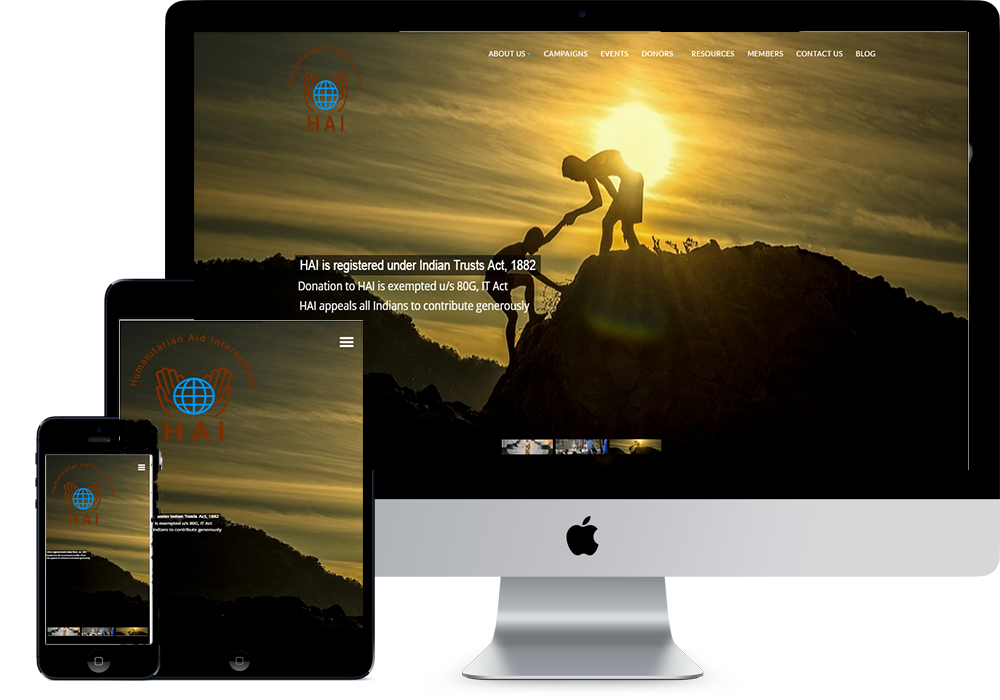 ABOUT US CAMPAIGNS EVENTS DONORS RESOURCES MEMBERS CONTACT US BLOG
HAI
HAI is registered under Indian Trusts Act, 1882
Donation to HAI is exempted u/s 80G, IT Act
HAI appeals all Indians to contribute generously
Humanitarian Aid International
HAI
under Indian Trusts Act, 1882
is exempted u/s 80G, IT Act
Indians to contribute generously
HAI